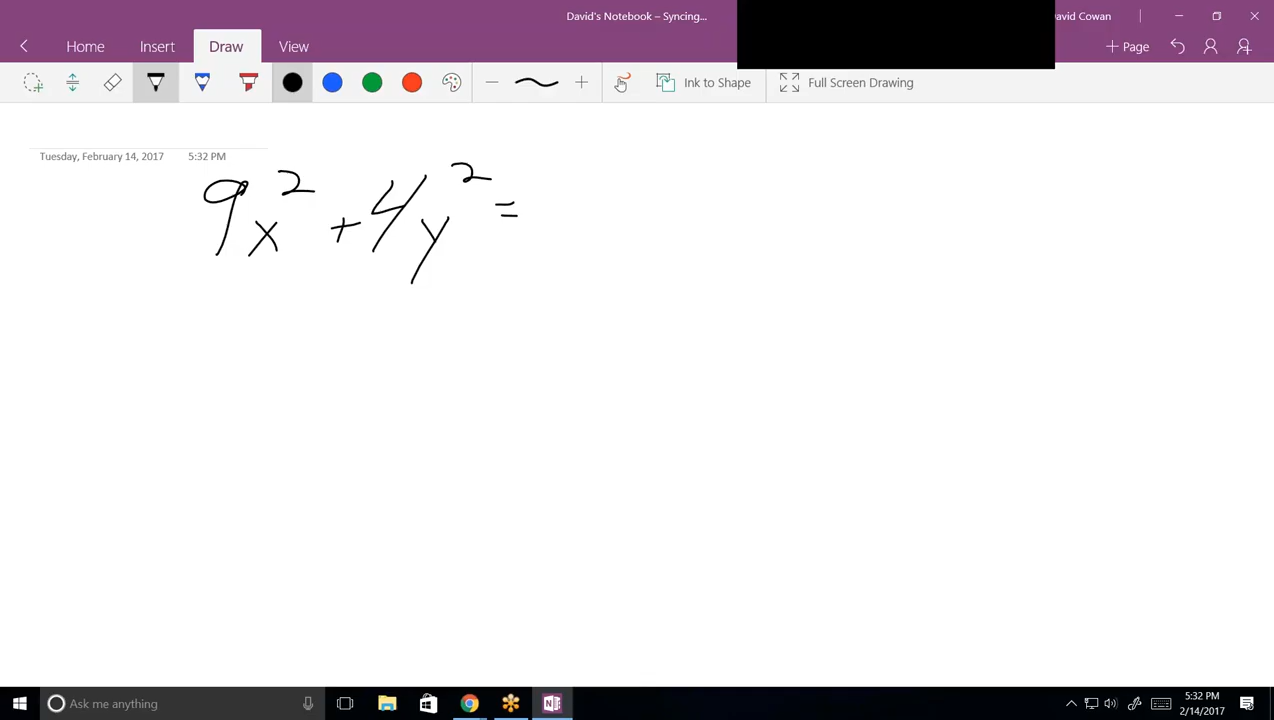 David's Notebook – Syncing...
avid Cowan
Home Insert Draw View
Page
Ink to Shape
Full Screen Drawing
Tuesday, February 14, 2017 5:32 PM
9x² + 4y² =
Ask me anything
5:32 PM
2/14/2017